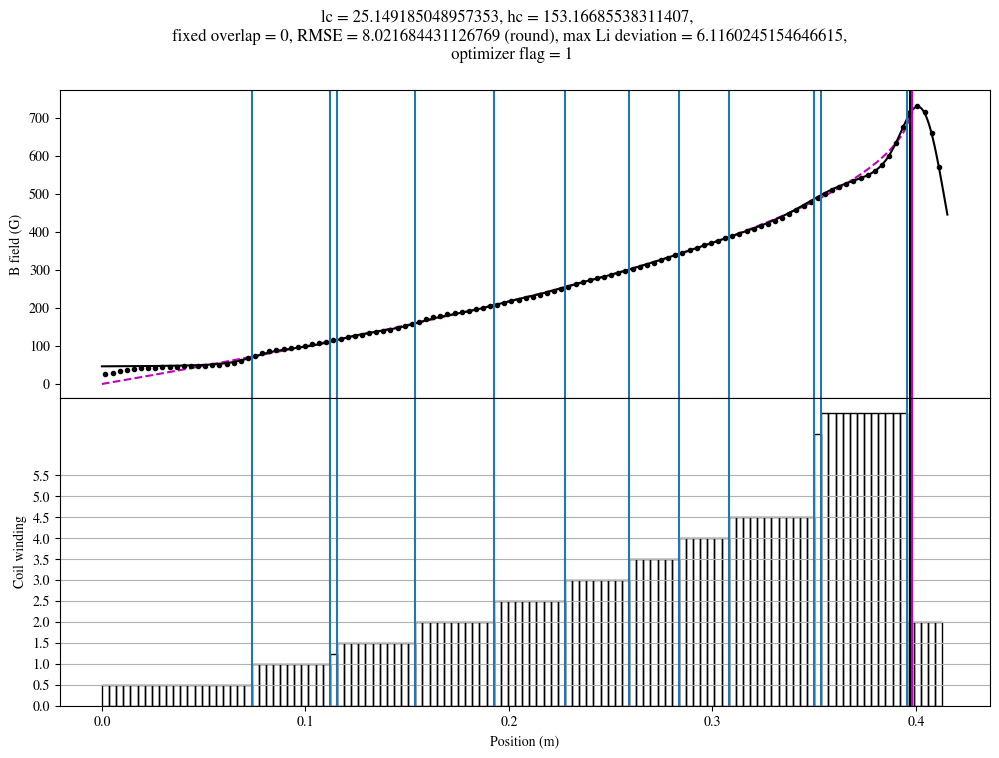 lc = 25.149185048957353, hc = 153.16685538311407,
fixed overlap = 0, RMSE = 8.021684431126769 (round), max Li deviation = 6.1160245154646615,
optimizer flag = 1
700
600
500
400
300
200
100
0
B field (G)
5.5
5.0
4.5
4.0
3.5
3.0
2.5
2.0
1.5
1.0
0.5
0.0
Coil winding
0.0 0.1 0.2 0.3 0.4
Position (m)